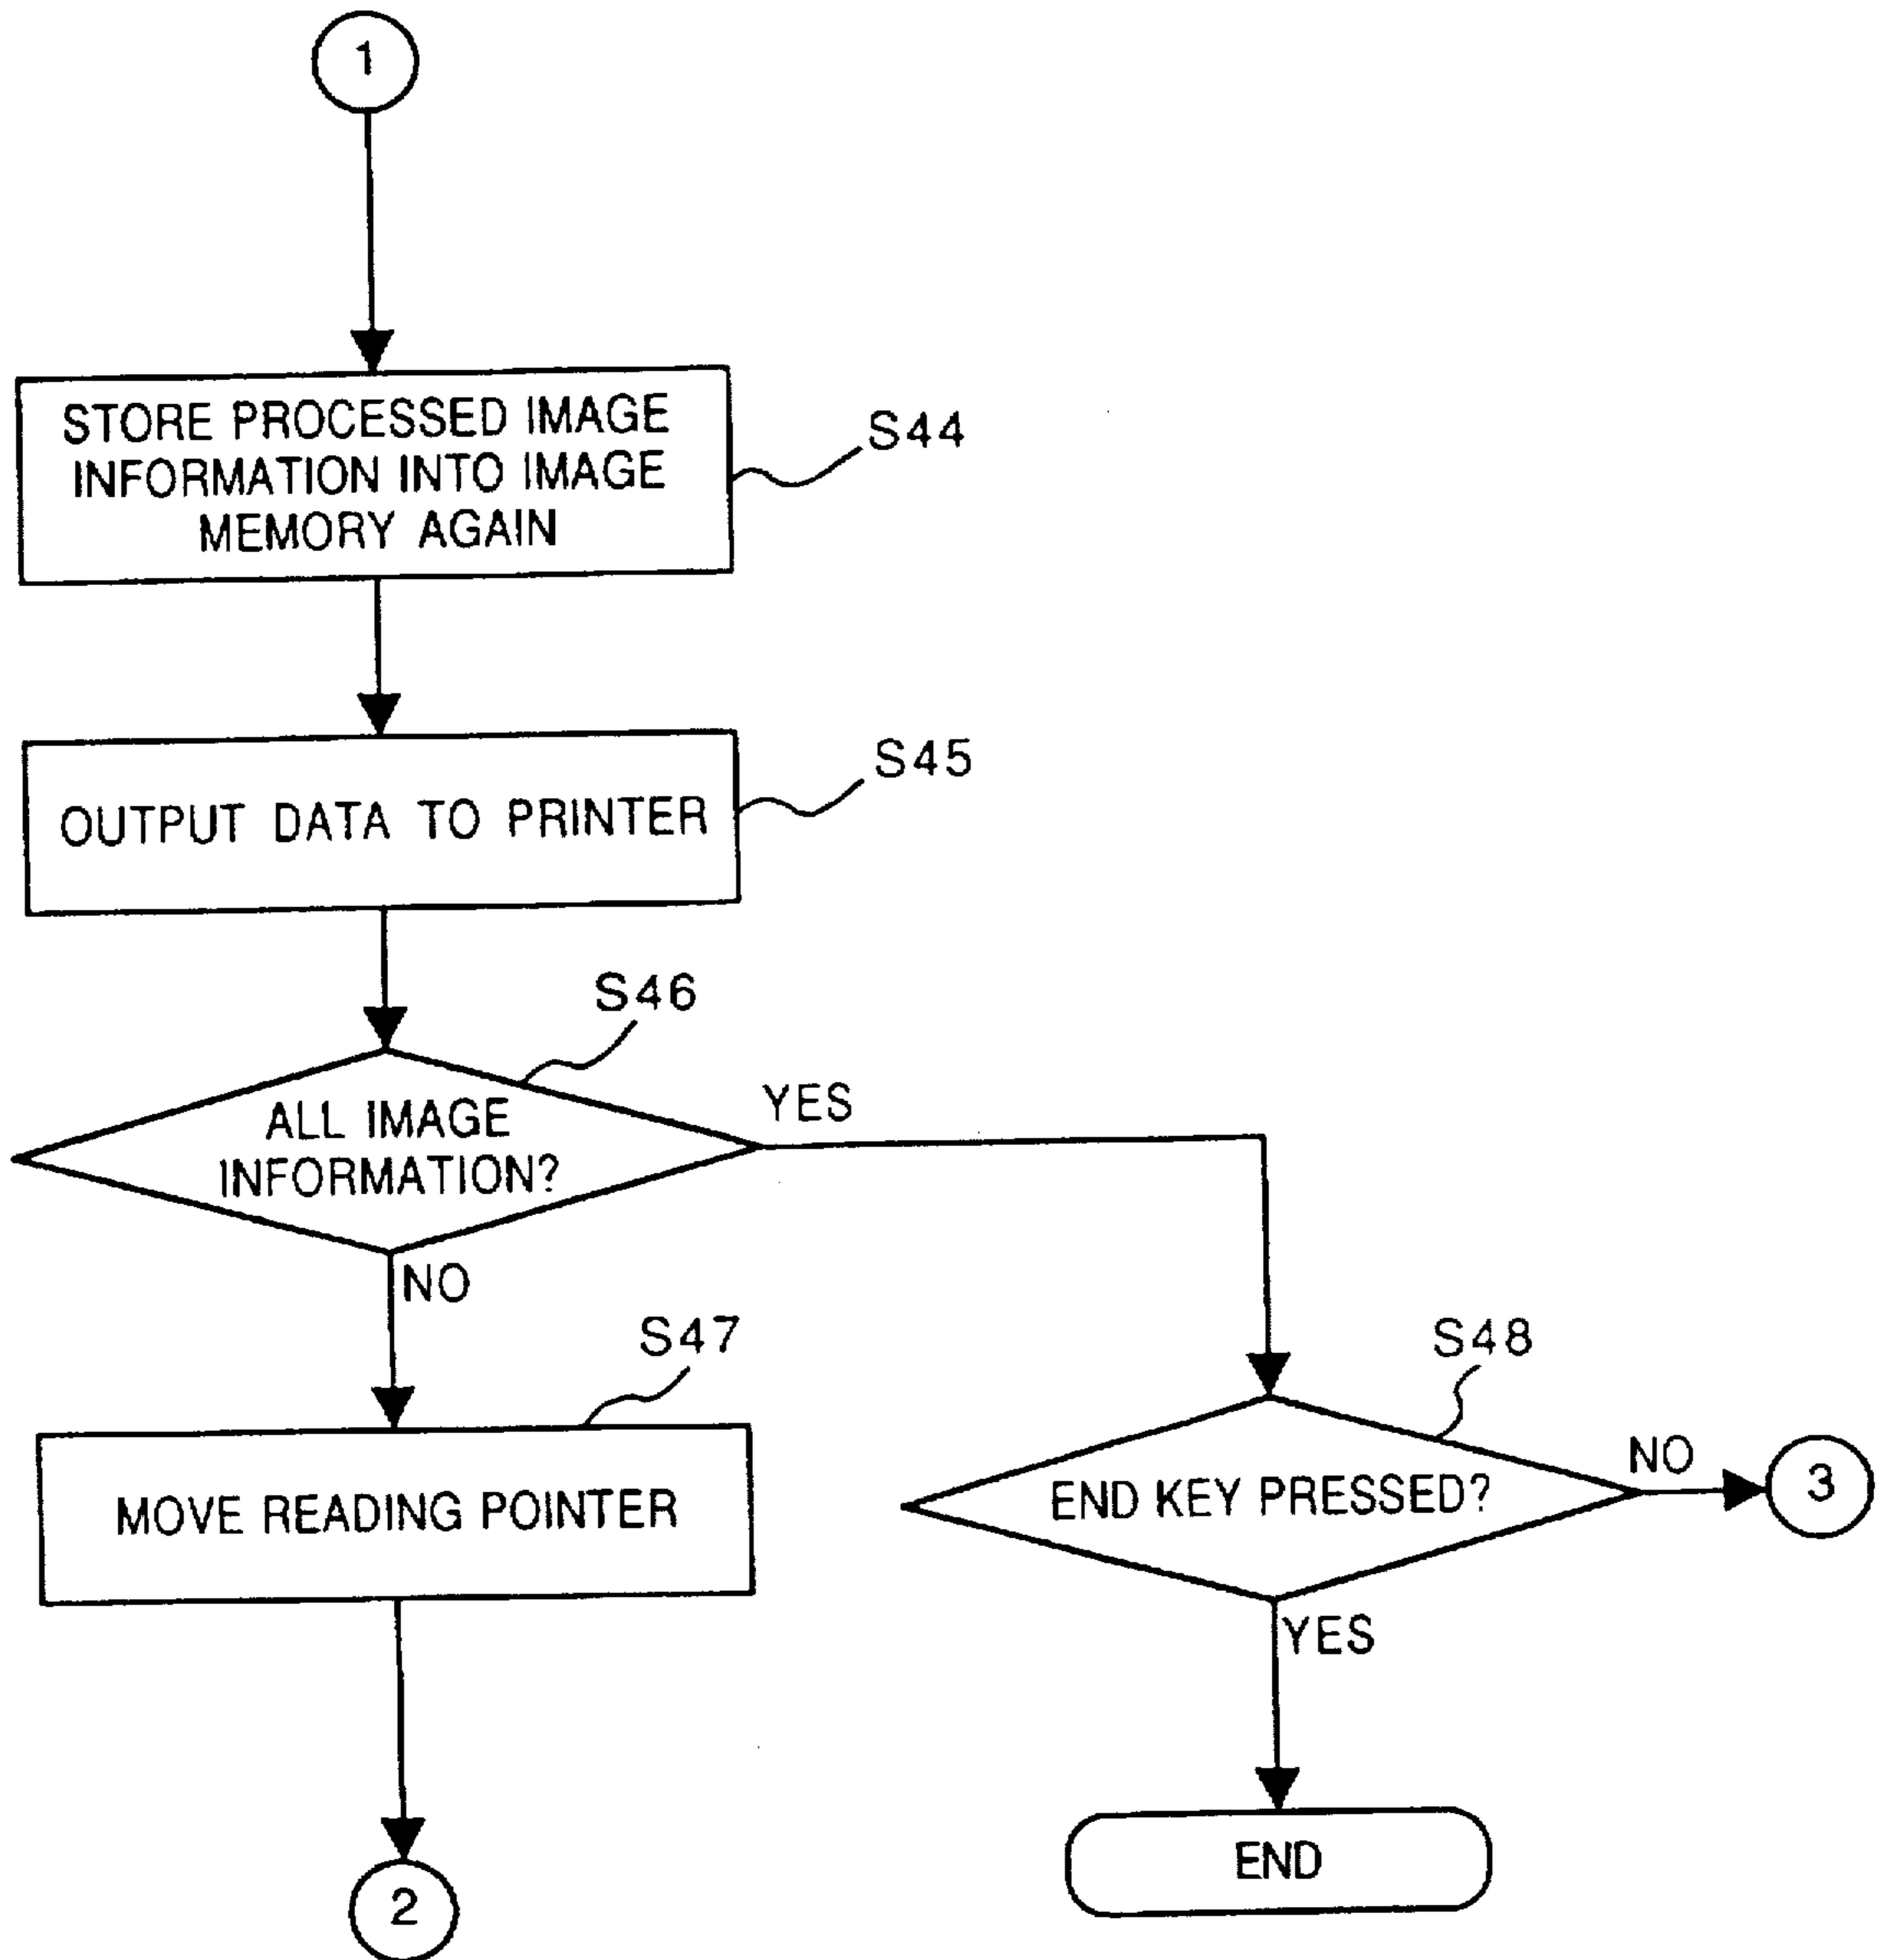 1
STORE PROCESSED IMAGE
INFORMATION INTO IMAGE
MEMORY AGAIN
S44
OUTPUT DATA TO PRINTER
S45
S46
ALL IMAGE
INFORMATION?
YES
NO
S47
MOVE READING POINTER
2
S48
END KEY PRESSED?
NO
3
YES
END